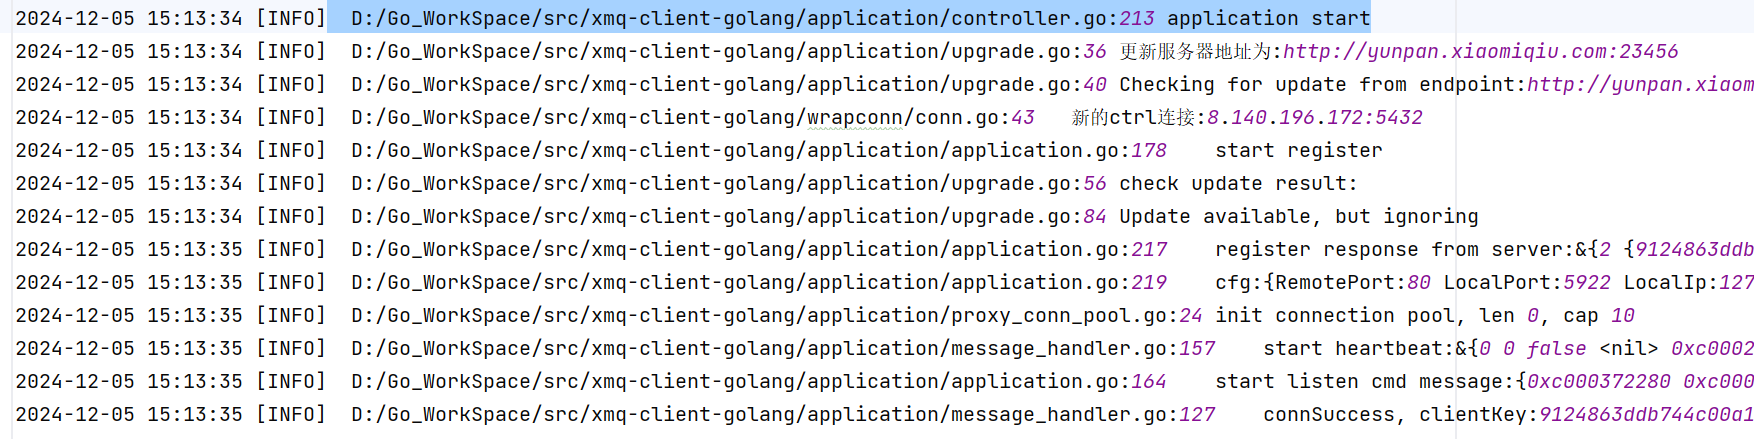 2024-12-05 15:13:34 [INFO]  D:/Go_WorkSpace/src/xmq-client-golang/application/controller.go:213 application start
2024-12-05 15:13:34 [INFO]  D:/Go_WorkSpace/src/xmq-client-golang/application/upgrade.go:36 更新服务器地址为:http://yunpan.xiaomiqiu.com:23456
2024-12-05 15:13:34 [INFO]  D:/Go_WorkSpace/src/xmq-client-golang/application/upgrade.go:40 Checking for update from endpoint:http://yunpan.xiaom
2024-12-05 15:13:34 [INFO]  D:/Go_WorkSpace/src/xmq-client-golang/wrapconn/conn.go:43   新的ctrl连接:8.140.196.172:5432
2024-12-05 15:13:34 [INFO]  D:/Go_WorkSpace/src/xmq-client-golang/application/application.go:178    start register
2024-12-05 15:13:34 [INFO]  D:/Go_WorkSpace/src/xmq-client-golang/application/upgrade.go:56 check update result:
2024-12-05 15:13:34 [INFO]  D:/Go_WorkSpace/src/xmq-client-golang/application/upgrade.go:84 Update available, but ignoring
2024-12-05 15:13:35 [INFO]  D:/Go_WorkSpace/src/xmq-client-golang/application/application.go:217    register response from server:&{2 {9124863ddb
2024-12-05 15:13:35 [INFO]  D:/Go_WorkSpace/src/xmq-client-golang/application/application.go:219    cfg:{RemotePort:80 LocalPort:5922 LocalIp:127
2024-12-05 15:13:35 [INFO]  D:/Go_WorkSpace/src/xmq-client-golang/application/proxy_conn_pool.go:24 init connection pool, len 0, cap 10
2024-12-05 15:13:35 [INFO]  D:/Go_WorkSpace/src/xmq-client-golang/application/message_handler.go:157    start heartbeat:&{0 0 false <nil> 0xc0002
2024-12-05 15:13:35 [INFO]  D:/Go_WorkSpace/src/xmq-client-golang/application/application.go:164    start listen cmd message:{0xc000372280 0xc000
2024-12-05 15:13:35 [INFO]  D:/Go_WorkSpace/src/xmq-client-golang/application/message_handler.go:127    connSuccess, clientKey:9124863ddb744c00a1